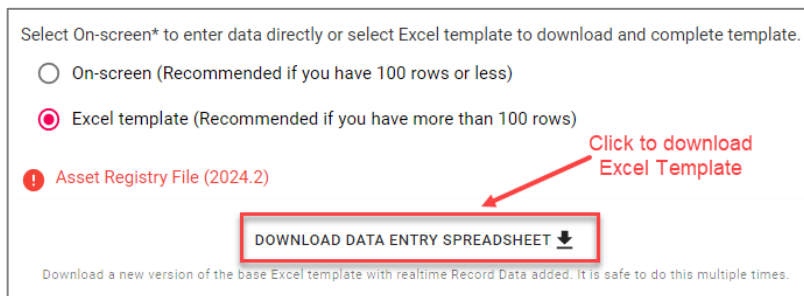 Select On-screen* to enter data directly or select Excel template to download and complete template.
On-screen (Recommended if you have 100 rows or less)
Excel template (Recommended if you have more than 100 rows)
Click to download
Excel Template
! Asset Registry File (2024.2)
DOWNLOAD DATA ENTRY SPREADSHEET
Download a new version of the base Excel template with realtime Record Data added. It is safe to do this multiple times.